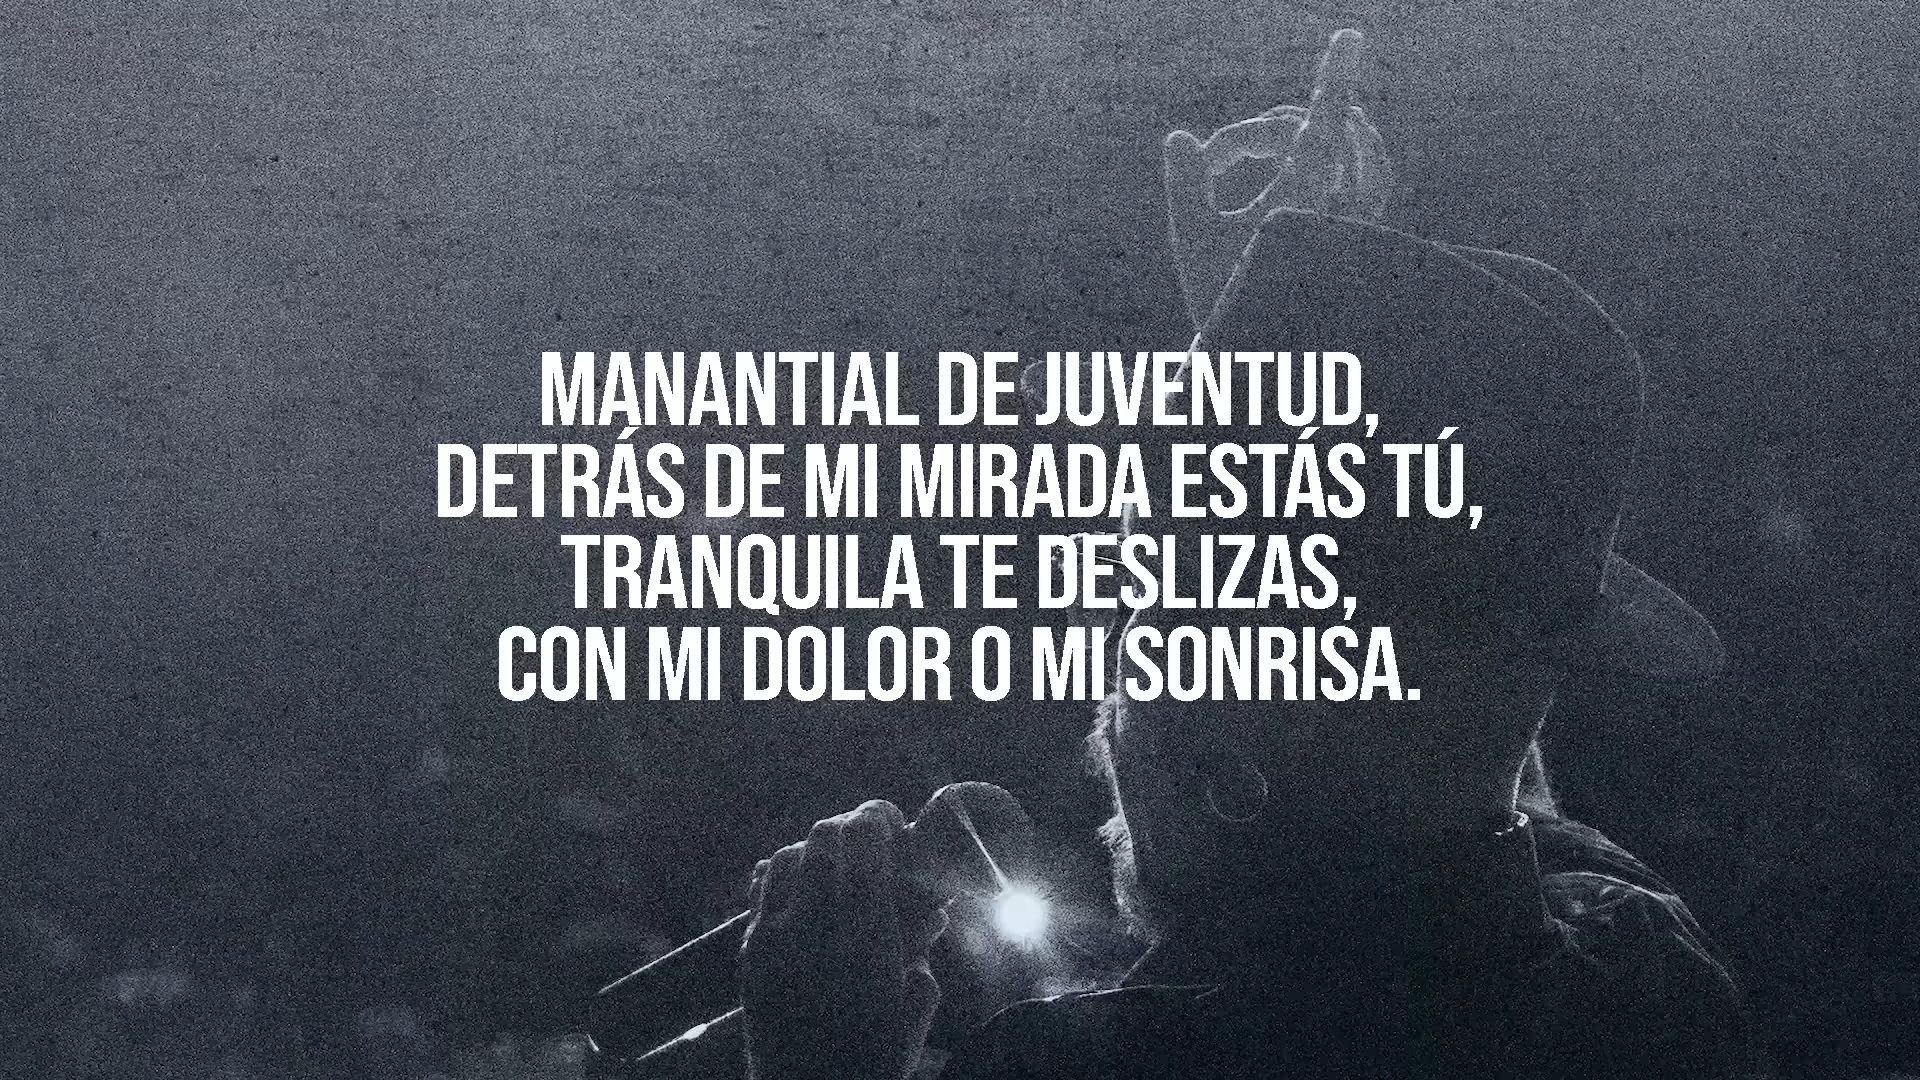 MANANTIAL DE JUVENTUD,
DETRÁS DE MI MIRADA ESTÁS TÚ,
TRANQUILA TE DESLIZAS,
CON MI DOLOR O MI SONRISA.